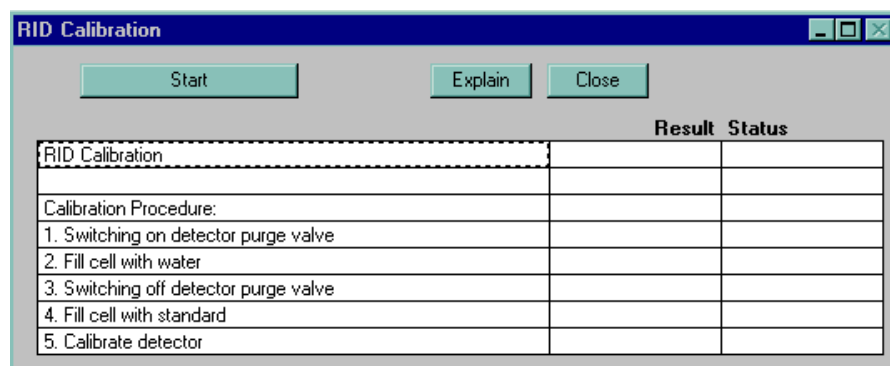 RID Calibration
Start Explain Close
Result Status
RID Calibration
Calibration Procedure:
1. Switching on detector purge valve
2. Fill cell with water
3. Switching off detector purge valve
4. Fill cell with standard
5. Calibrate detector